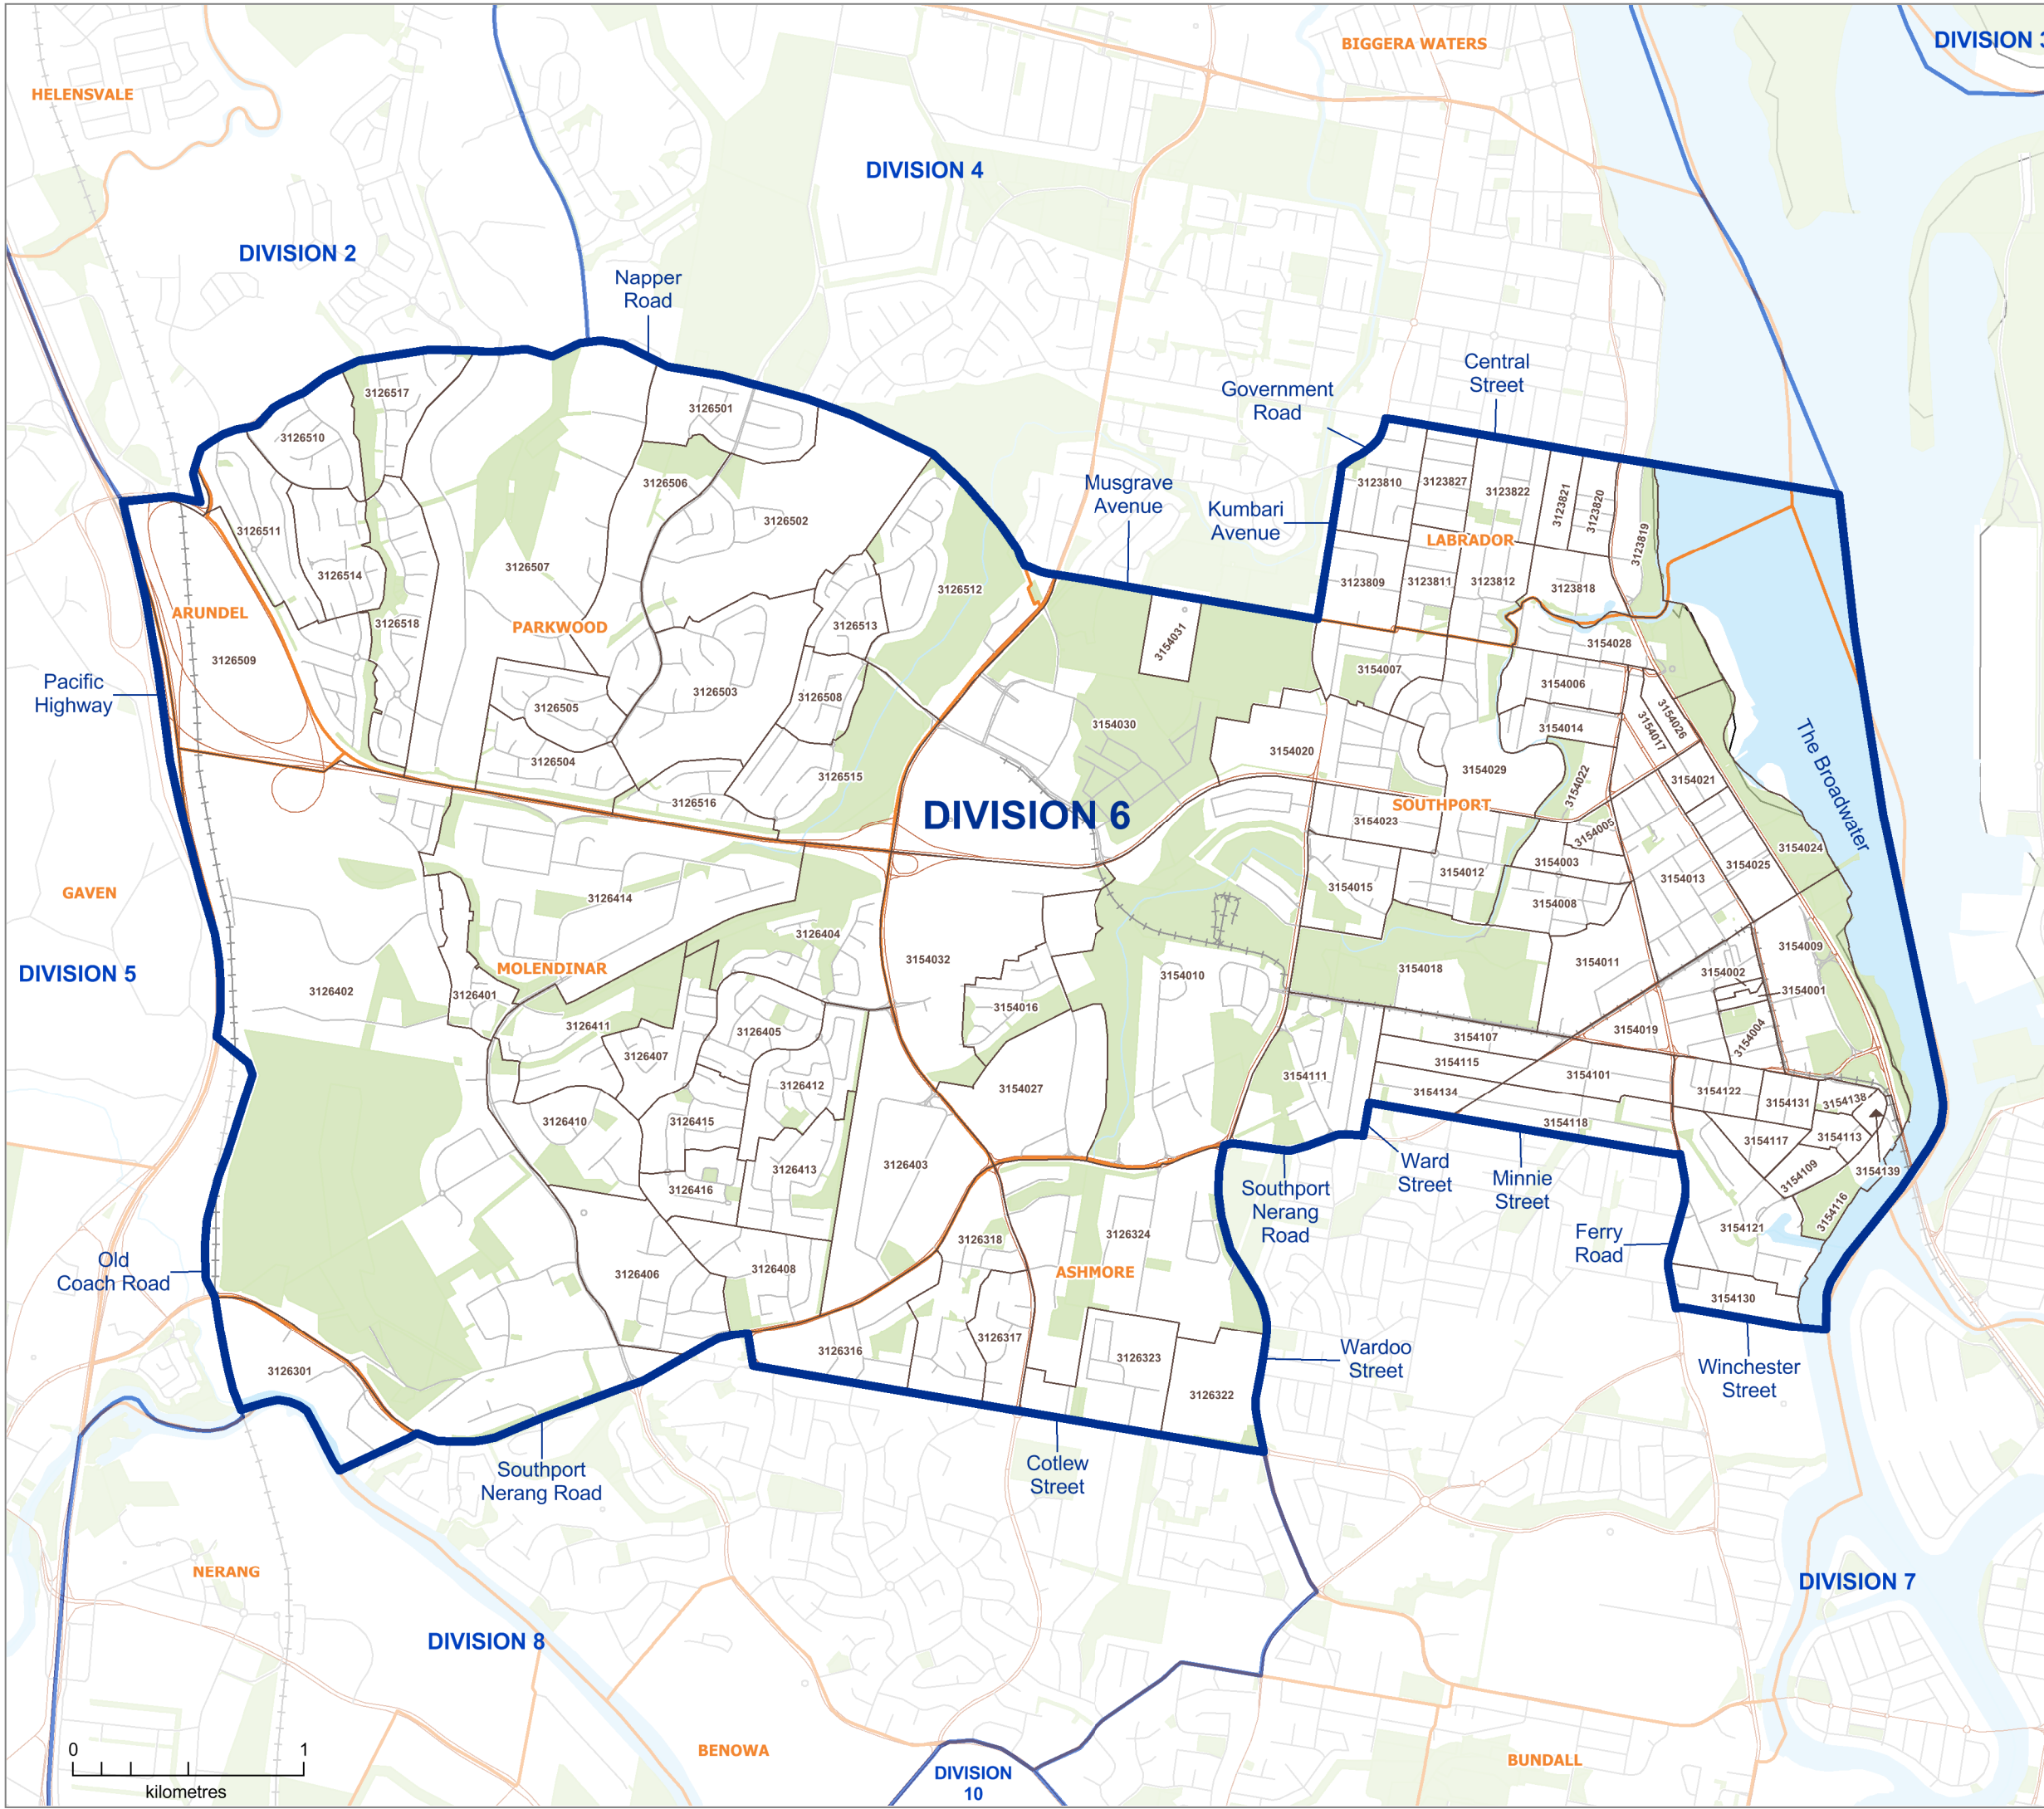 DIVISION 3
BIGGERA WATERS
HELENSVALE
DIVISION 4
DIVISION 2
Napper
Road
Central
Street
Government
Road
3126517
3126501
3126510
Musgrave
Avenue
Kumbari
Avenue
3123810
3123827
3123822
3123821
3123820
3123819
3126506
3126502
3126511
LABRADOR
3126507
3126514
3126512
3123809
3123811
3123812
3123818
ARUNDEL
PARKWOOD
3126518
3126513
3154031
3154028
3126509
3154007
Pacific
Highway
3126505
3126503
3126508
3154006
3154030
3154014
3154017
3154026
3154020
3126504
3126515
3154029
3154022
3154021
The Broadwater
3126516
DIVISION 6
SOUTHPORT
3154023
3154005
3154024
3154003
3154025
3154012
3154013
3154015
GAVEN
3126414
3154008
3126404
3154032
3154009
DIVISION 5
MOLENDINAR
3154018
3154011
3154010
3154002
3154001
3126402
3126401
3154016
3126411
3126405
3154019
3154107
3154004
3126407
3154115
3154111
3154101
3126412
3154027
3154134
3154122
3154131
3154138
3126410
3126415
3154118
3154117
3154113
3126413
3126403
Ward
Street
Minnie
Street
3154139
3154109
3126416
Southport
Nerang
Road
3154116
3154121
3126318
3126324
Ferry
Road
Old
Coach Road
3126406
3126408
ASHMORE
3154130
3126317
3126316
3126323
Wardoo
Street
3126301
3126322
Winchester
Street
Southport
Nerang Road
Cotlew
Street
NERANG
DIVISION 7
DIVISION 8
BENOWA
BUNDALL
DIVISION
10
0 1
kilometres